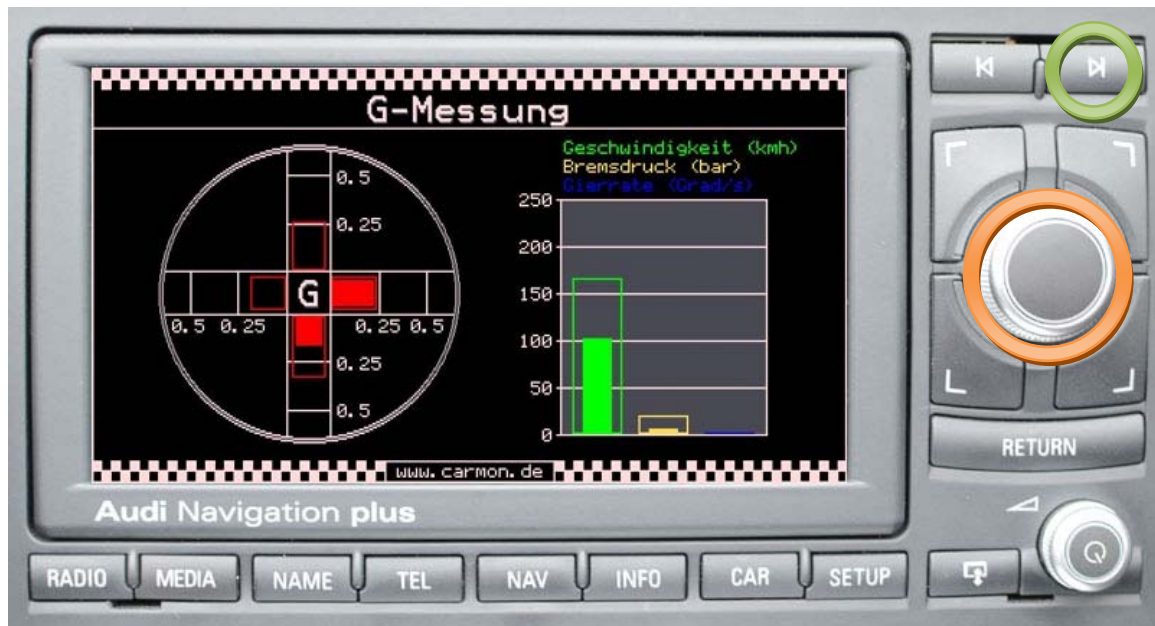 G-Messung
Geschwindigkeit (kmh)
Bremsdruck (bar)
Gierrate (Grad/s)
0.5
0.25
G
0.5 0.25
0.25 0.5
0.25
0.5
250
200
150
100
50
0
www.carmon.de
Audi Navigation plus
RADIO
MEDIA
NAME
TEL
NAV
INFO
CAR
SETUP
RETURN